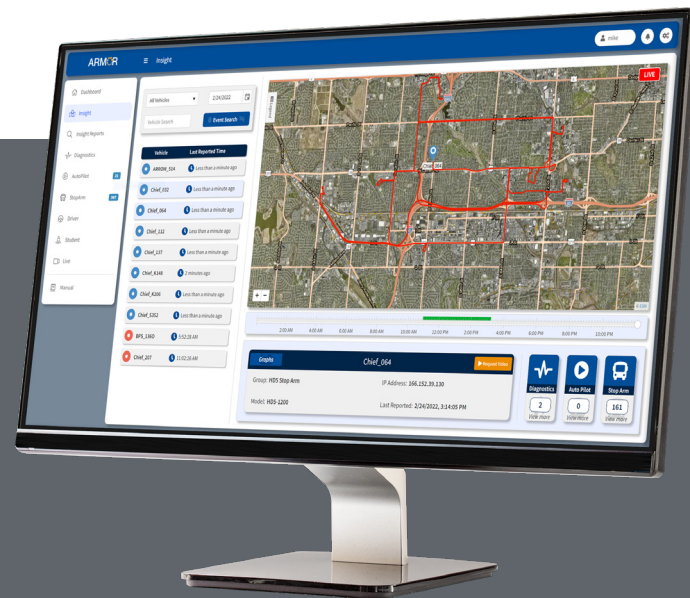 ARMOR
Insight
mike
Dashboard
Insight
Insight Reports
Diagnostics
AutoPilot
StopArm
Driver
Student
Live
Manual
All Vehicles
2/24/2022
Vehicle Search
Event Search
Vehicle Last Reported Time
ARROW_514 Less than a minute ago
Chief_032 Less than a minute ago
Chief_064 Less than a minute ago
Chief_112 Less than a minute ago
Chief_137 Less than a minute ago
Chief_K148 2 minutes ago
Chief_K206 Less than a minute ago
Chief_S202 Less than a minute ago
BPS_1360 5:52:28 AM
Chief_207 11:02:26 AM
Legend
LIVE
Chief_064
+ −
2:00 AM 4:00 AM 6:00 AM 8:00 AM 10:00 AM 12:00 PM 2:00 PM 4:00 PM 6:00 PM 8:00 PM 10:00 PM
Graphs
Chief_064
Request Video
Group: HD5 Stop Arm
IP Address: 166.152.39.130
Model: HD5-1200
Last Reported: 2/24/2022, 3:14:05 PM
Diagnostics
2
View more
Auto Pilot
0
View more
Stop Arm
161
View more